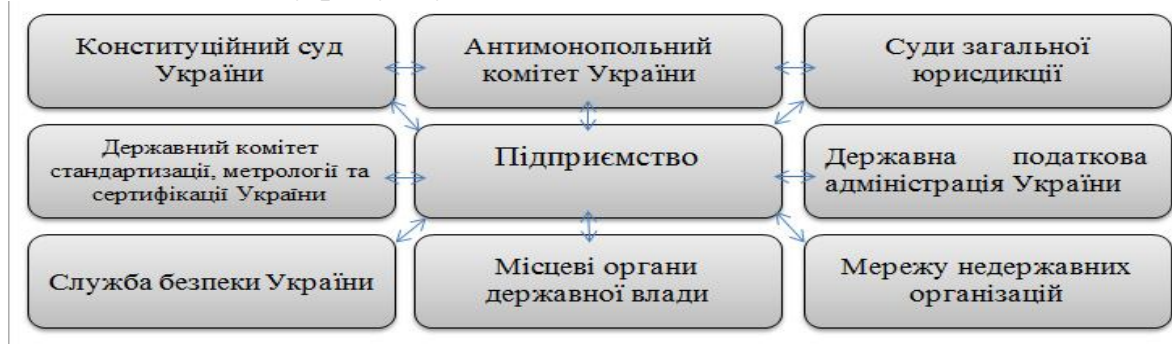 Конституційний суд
України
Антимонопольний
комітет України
Суди загальної
юрисдикції
Державний комітет
стандартизації, метрології та
сертифікації України
Підприємство
Державна податкова
адміністрація України
Служба безпеки України
Місцеві органи
державної влади
Мережу недержавних
організацій